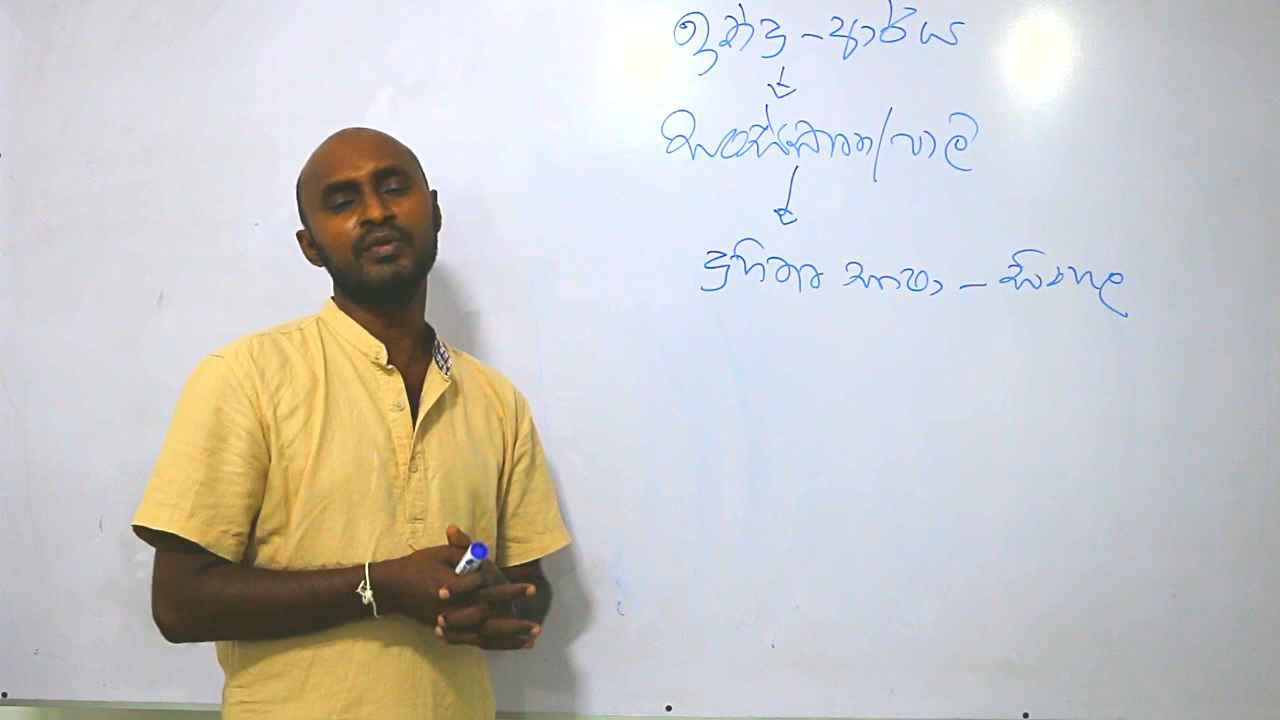 ඉන්දු - ආර්ය
සංස්කෘත/පාලි
දුහිතෘ භාෂා - සිංහල